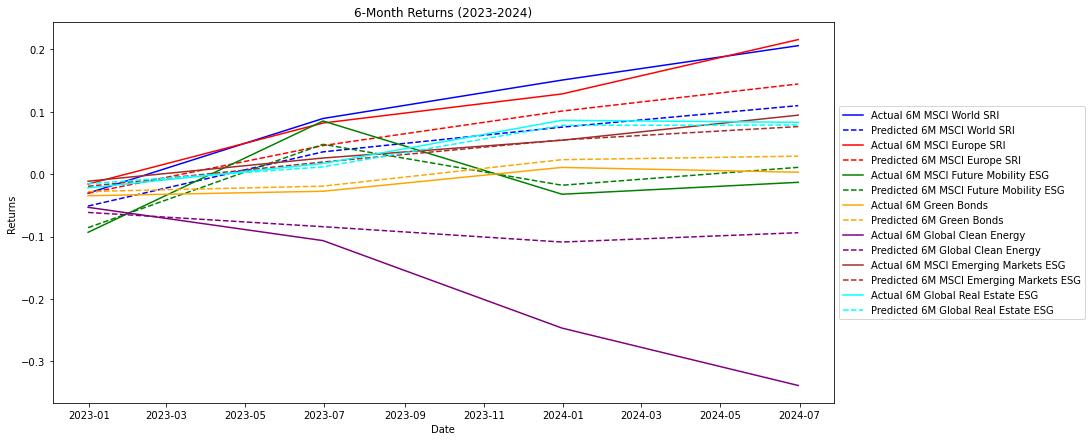 6-Month Returns (2023-2024)
Returns
0.2
0.1
0.0
−0.1
−0.2
−0.3
2023-01
2023-03
2023-05
2023-07
2023-09
2023-11
2024-01
2024-03
2024-05
2024-07
Date
Actual 6M MSCI World SRI
Predicted 6M MSCI World SRI
Actual 6M MSCI Europe SRI
Predicted 6M MSCI Europe SRI
Actual 6M MSCI Future Mobility ESG
Predicted 6M MSCI Future Mobility ESG
Actual 6M Green Bonds
Predicted 6M Green Bonds
Actual 6M Global Clean Energy
Predicted 6M Global Clean Energy
Actual 6M MSCI Emerging Markets ESG
Predicted 6M MSCI Emerging Markets ESG
Actual 6M Global Real Estate ESG
Predicted 6M Global Real Estate ESG